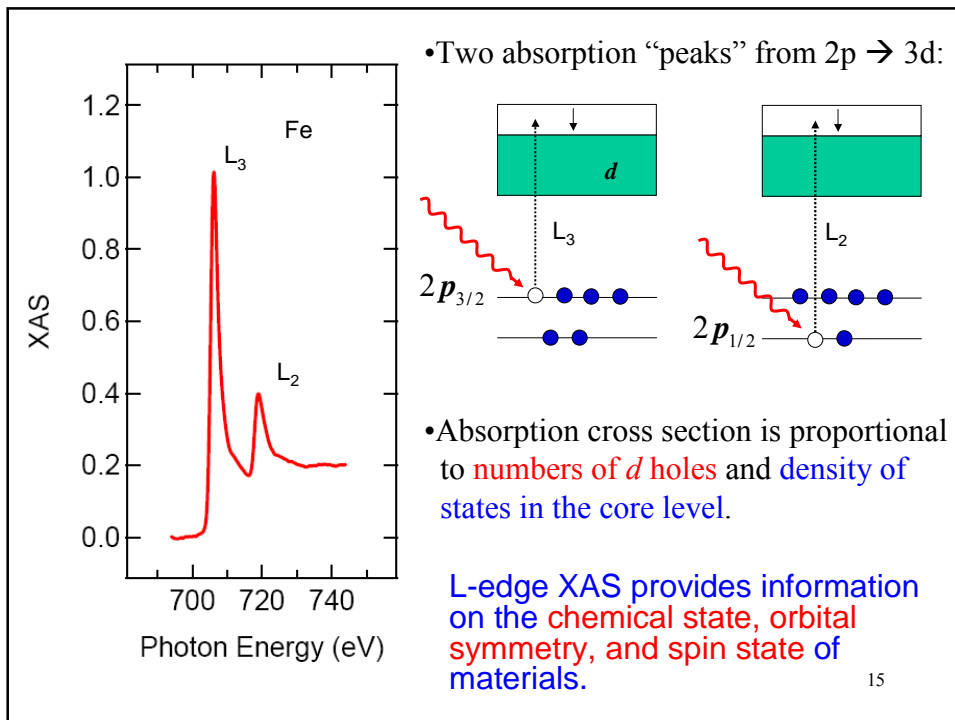 •Two absorption “peaks” from 2p → 3d:
1.2
1.0
0.8
0.6
0.4
0.2
0.0
XAS
Fe
L3
L2
700 720 740
Photon Energy (eV)
d
L3
2p3/2
L2
2p1/2
•Absorption cross section is proportional
to numbers of d holes and density of
states in the core level.
L-edge XAS provides information
on the chemical state, orbital
symmetry, and spin state of
materials.
15